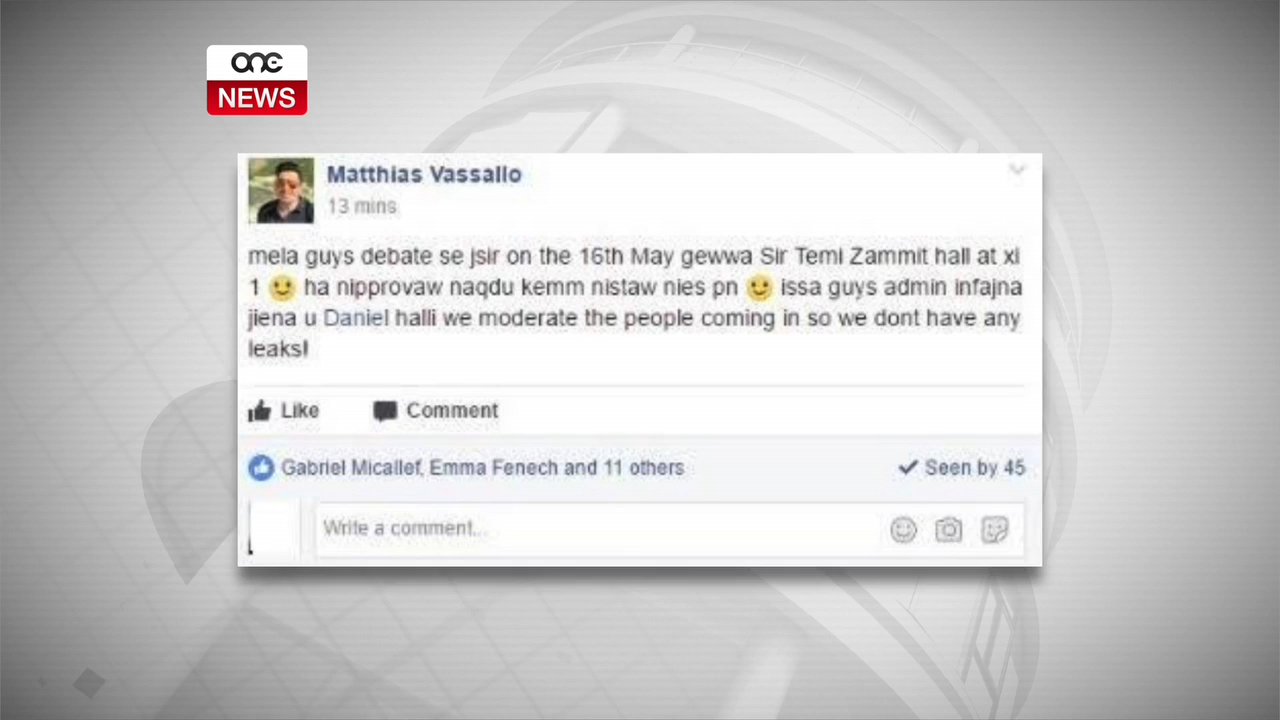 one
NEWS
Matthias Vassallo
13 mins
mela guys debate se jsir on the 16th May gewwa Sir Temi Zammit hall at xi
1 ha nipprovaw naqdu kemm nistaw nies pn issa guys admin infajna
jiena u Daniel halli we moderate the people coming in so we dont have any
leaks!
Like Comment
Gabriel Micallef, Emma Fenech and 11 others Seen by 45
Write a comment...